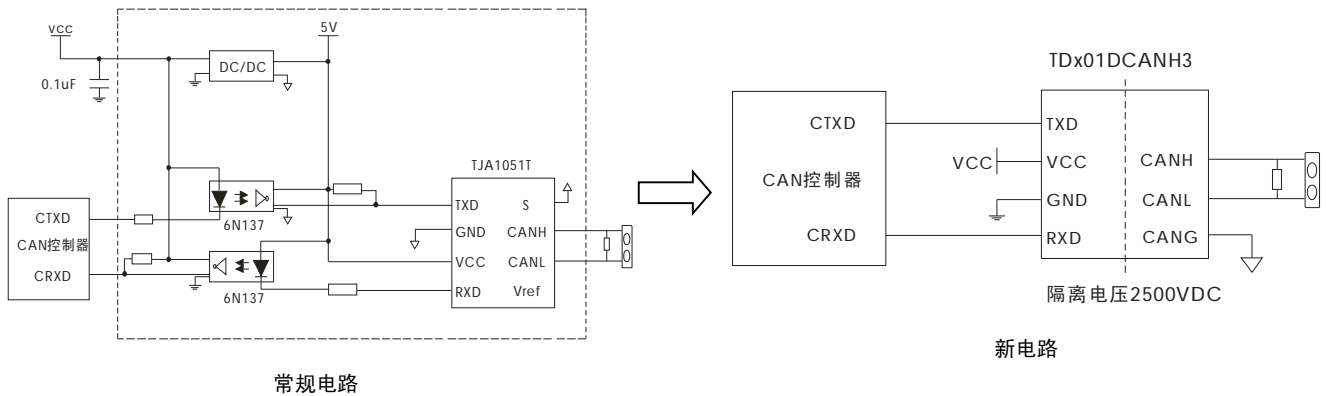 VCC
5V
DC/DC
0.1uF
TJA1051T
6N137
CTXD
CAN控制器
CRXD
6N137
TXD
S
GND
CANH
VCC
CANL
RXD
Vref
常规电路
TDx01DCANH3
CTXD
CAN控制器
CRXD
VCC
TXD
VCC
GND
RXD
CANH
CANL
CANG
隔离电压2500VDC
新电路